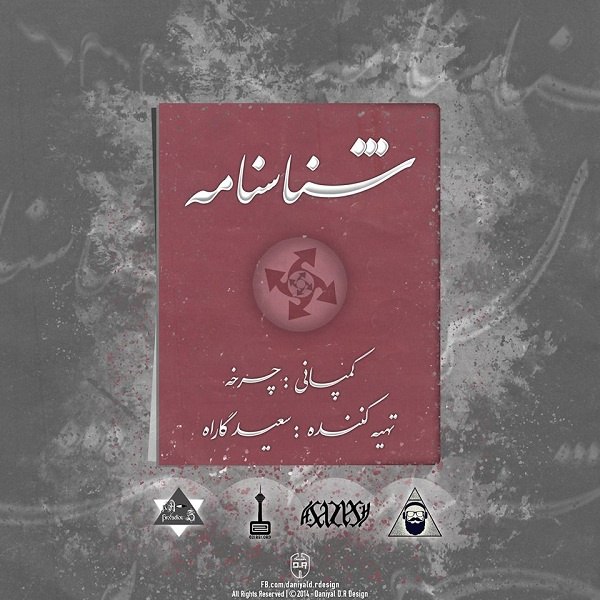 شناسنامه
کمپانی : چرخه
تهیه کننده : سعید گاراه
D.R
FB.com/daniyald.rdesign
All Rights Reserved | © 2014 - Daniyal D.R Design